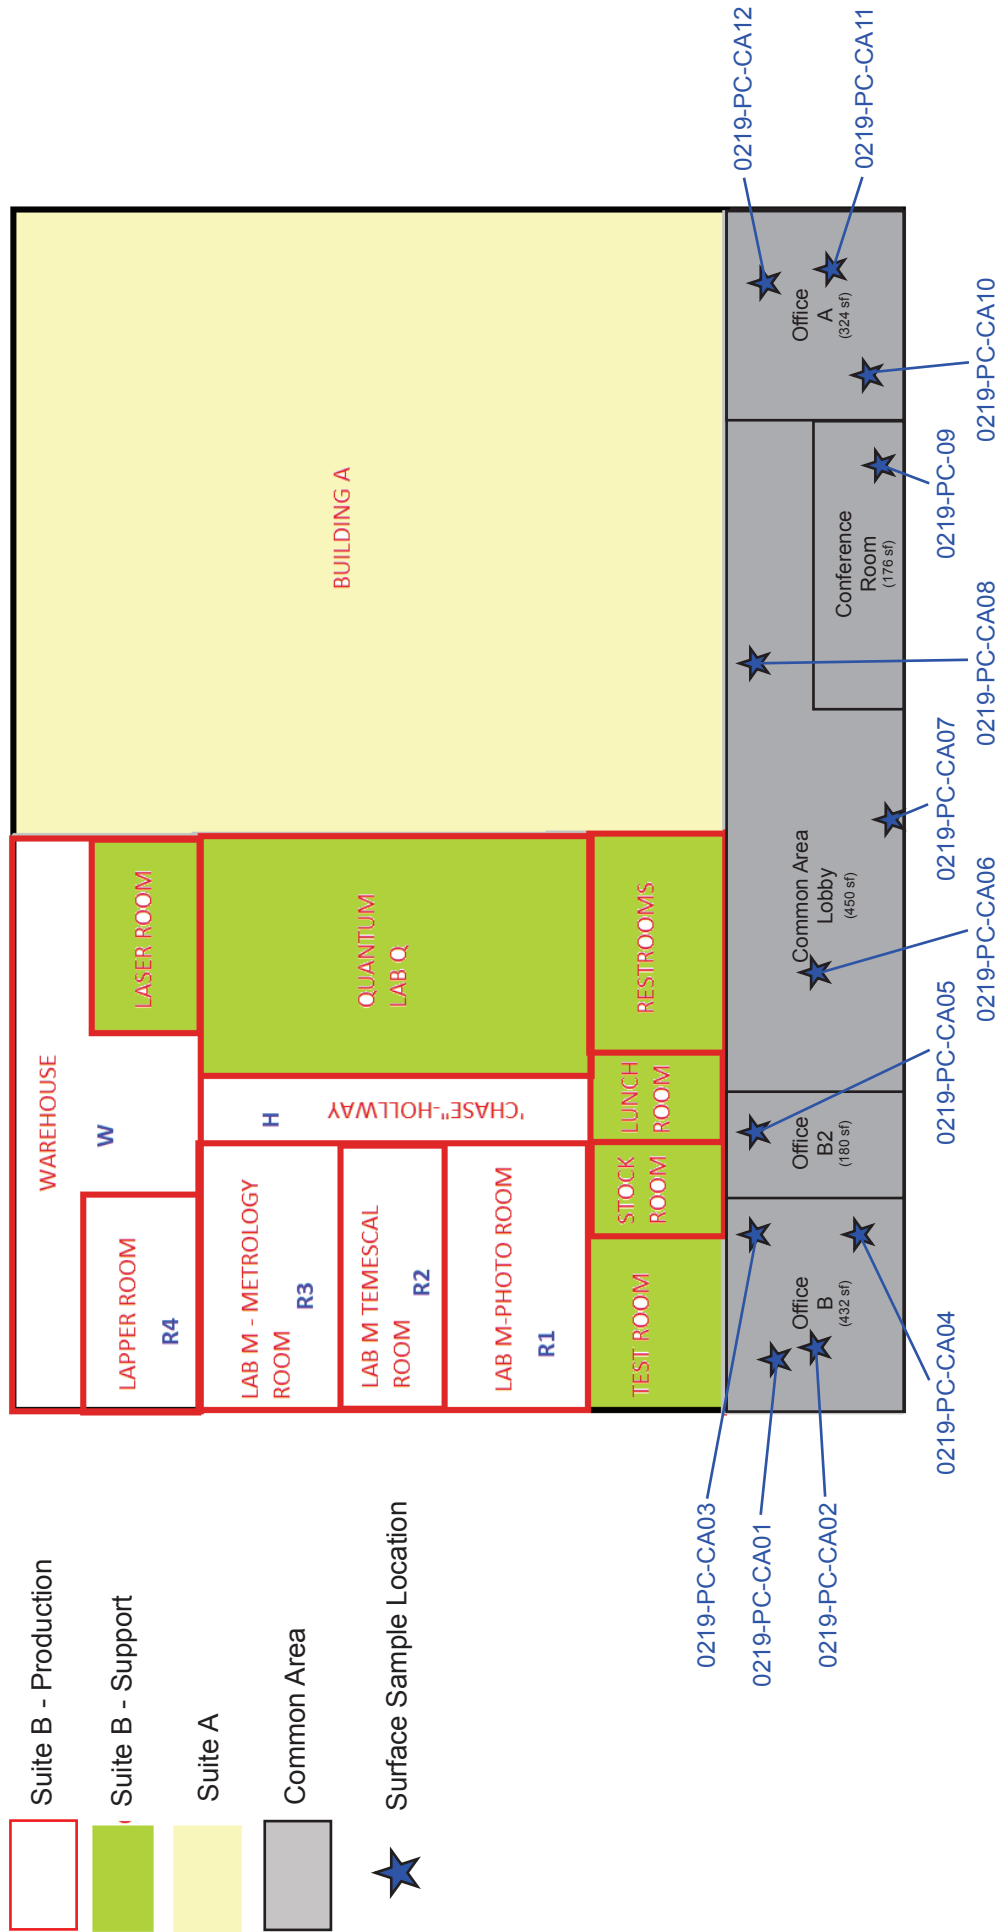 Suite B - Production
Suite B - Support
Suite A
Common Area
Surface Sample Location
WAREHOUSE
W
LAPPER ROOM
R4
LASER ROOM
LAB M - METROLOGY
ROOM
R3
LAB M TEMESCAL
ROOM
R2
LAB M-PHOTO ROOM
R1
H
'CHASE"-HOLLWAY
QUANTUM
LAB Q
BUILDING A
TEST ROOM
STOCK
ROOM
LUNCH
ROOM
RESTROOMS
Office
B
(432 sf)
Office
B2
(180 sf)
Common Area
Lobby
(450 sf)
Conference
Room
(176 sf)
Office
A
(324 sf)
0219-PC-CA03
0219-PC-CA01
0219-PC-CA02
0219-PC-CA04
0219-PC-CA05
0219-PC-CA06
0219-PC-CA07
0219-PC-CA08
0219-PC-09
0219-PC-CA10
0219-PC-CA11
0219-PC-CA12